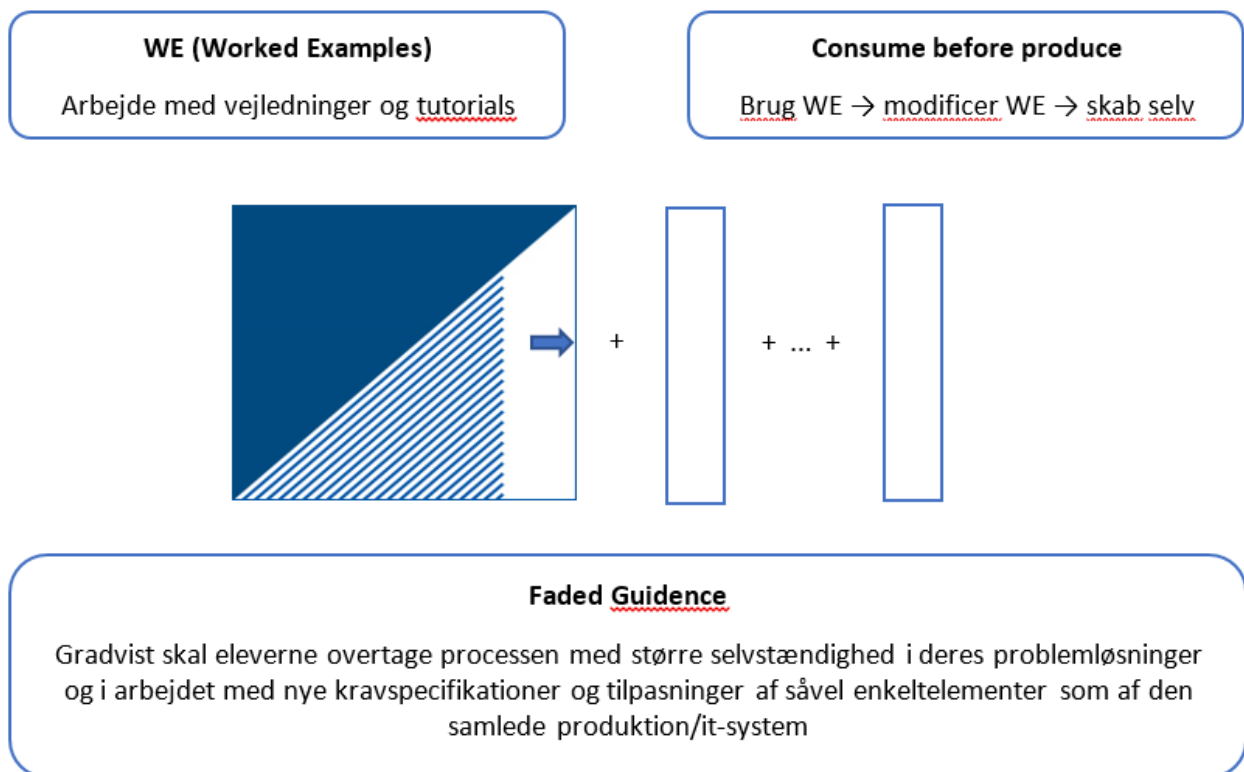 WE (Worked Examples)
Arbejde med vejledninger og tutorials
Consume before produce
Brug WE → modificer WE → skab selv
+
+ ... +
Faded Guidence
Gradvist skal eleverne overtage processen med større selvstændighed i deres problemløsninger
og i arbejdet med nye kravspecifikationer og tilpasninger af såvel enkeltelementer som af den
samlede produktion/it-system